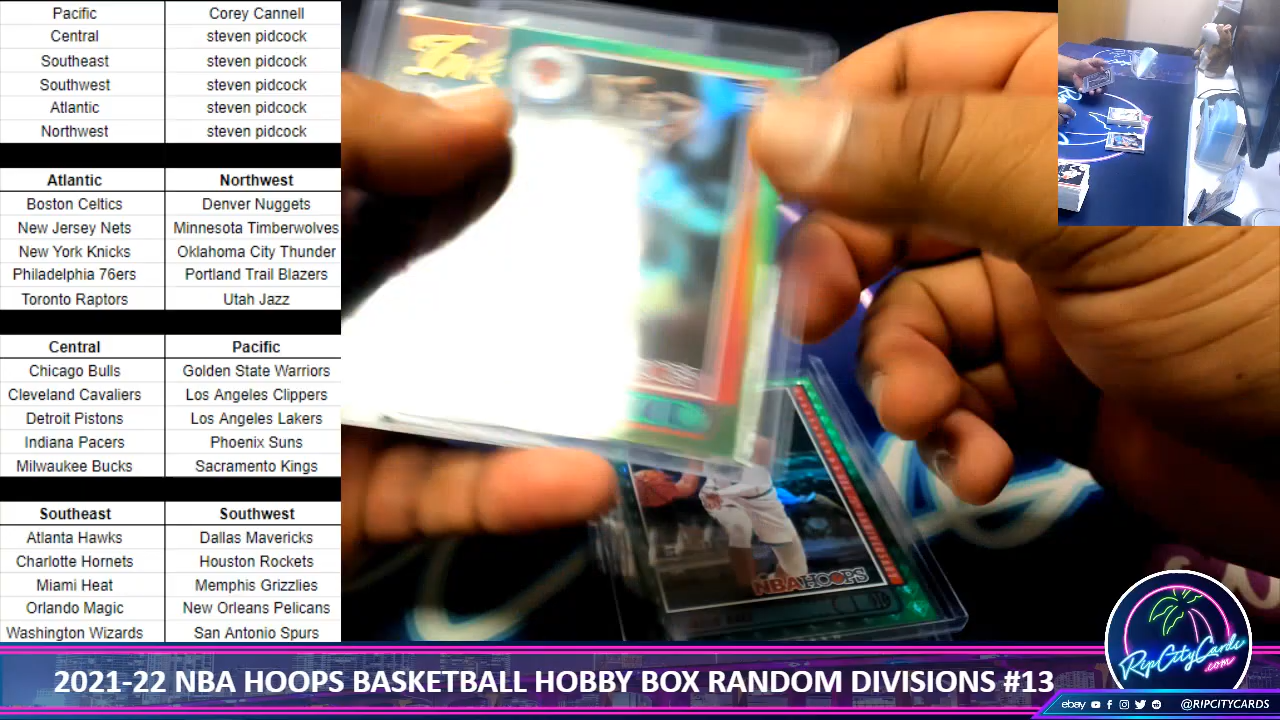 Pacific Corey Cannell
Central steven pidcock
Southeast steven pidcock
Southwest steven pidcock
Atlantic steven pidcock
Northwest steven pidcock
Atlantic Northwest
Boston Celtics Denver Nuggets
New Jersey Nets Minnesota Timberwolves
New York Knicks Oklahoma City Thunder
Philadelphia 76ers Portland Trail Blazers
Toronto Raptors Utah Jazz
Central Pacific
Chicago Bulls Golden State Warriors
Cleveland Cavaliers Los Angeles Clippers
Detroit Pistons Los Angeles Lakers
Indiana Pacers Phoenix Suns
Milwaukee Bucks Sacramento Kings
Southeast Southwest
Atlanta Hawks Dallas Mavericks
Charlotte Hornets Houston Rockets
Miami Heat Memphis Grizzlies
Orlando Magic New Orleans Pelicans
Washington Wizards San Antonio Spurs
Ink
NBA HOOPS
RipCityCards
.com
2021-22 NBA HOOPS BASKETBALL HOBBY BOX RANDOM DIVISIONS #13
ebay @RIPCITYCARDS